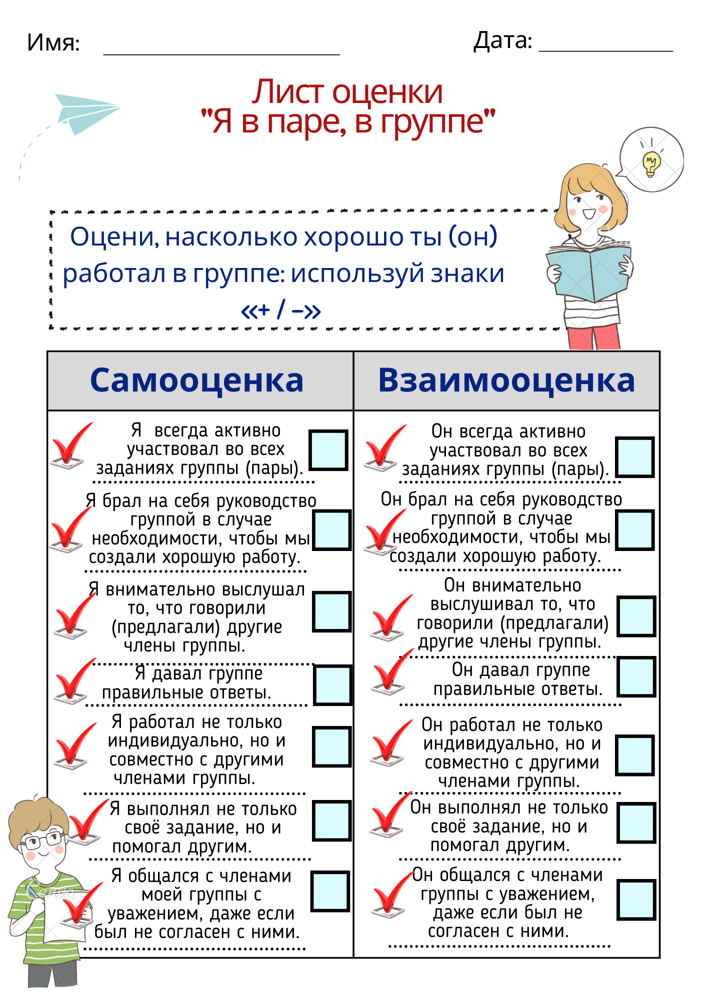 Имя:
Дата:
Лист оценки
"Я в паре, в группе"
Оцени, насколько хорошо ты (он)
работал в группе: используй знаки
«+ / –»
Самооценка
Я всегда активно
участвовал во всех
заданиях группы (пары).
Я брал на себя руководство
группой в случае
необходимости, чтобы мы
создали хорошую работу.
Я внимательно выслушал
то, что говорили
(предлагали) другие
члены группы.
Я давал группе
правильные ответы.
Я работал не только
индивидуально, но и
совместно с другими
членами группы.
Я выполнял не только
своё задание, но и
помогал другим.
Я общался с членами
моей группы с
уважением, даже если
был не согласен с ними.
Взаимооценка
Он всегда активно
участвовал во всех
заданиях группы (пары).
Он брал на себя руководство
группой в случае
необходимости, чтобы мы
создали хорошую работу.
Он внимательно
выслушивал то, что
говорили (предлагали)
другие члены группы.
Он давал группе
правильные ответы.
Он работал не только
индивидуально, но и
совместно с другими
членами группы.
Он выполнял не только
своё задание, но и
помогал другим.
Он общался с членами
группы с уважением,
даже если был не
согласен с ними.
Canva